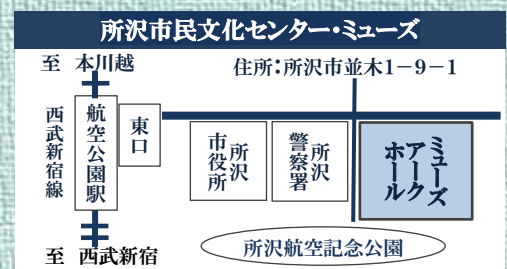 所沢市民文化センター・ミューズ
至　本川越
住所：所沢市並木1－9－1
西武新宿線
航空公園駅
東口
所沢
市役所
所沢
警察署
ミューズ
アーク
ホール
所沢航空記念公園
至　西武新宿